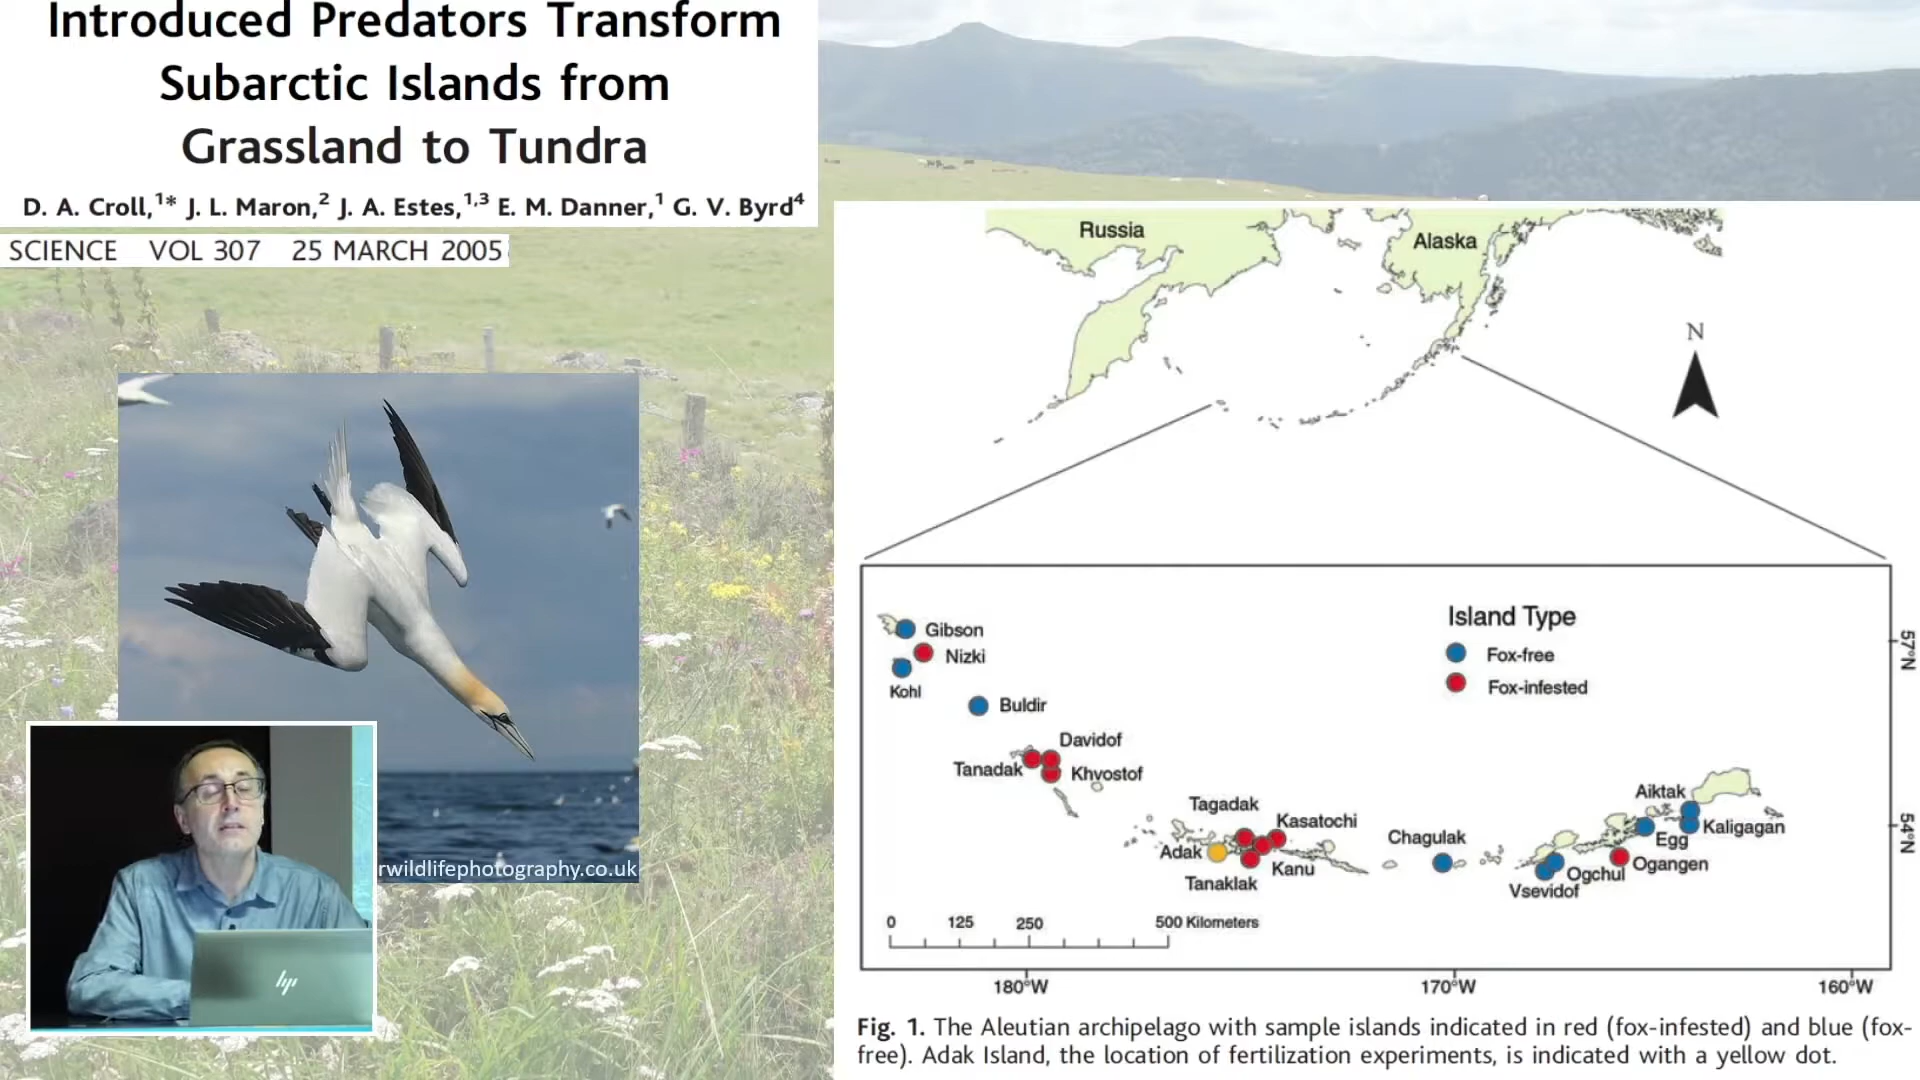 Introduced Predators Transform
Subarctic Islands from
Grassland to Tundra
D. A. Croll,¹* J. L. Maron,² J. A. Estes,¹,³ E. M. Danner,¹ G. V. Byrd⁴
SCIENCE VOL 307 25 MARCH 2005
rwildlifephotography.co.uk
hp
Russia
Alaska
N
Island Type
Fox-free
Fox-infested
Gibson
Nizki
Kohl
Buldir
Davidof
Tanadak
Khvostof
Tagadak
Kasatochi
Adak
Kanu
Tanaklak
Chagulak
Aiktak
Kaligagan
Egg
Ogangen
Ogchul
Vsevidof
57°N
54°N
0 125 250 500 Kilometers
180°W 170°W 160°W
Fig. 1. The Aleutian archipelago with sample islands indicated in red (fox-infested) and blue (fox-
free). Adak Island, the location of fertilization experiments, is indicated with a yellow dot.